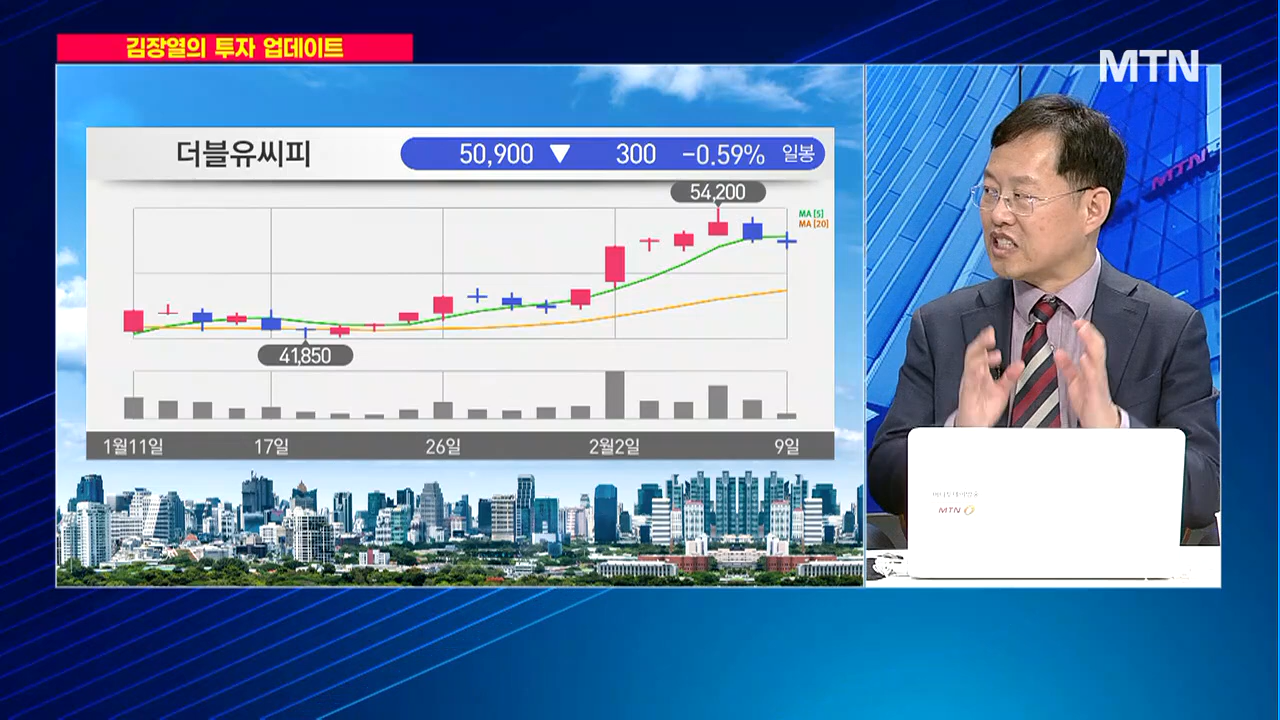 김장열의 투자 업데이트
MTN
더블유씨피
50,900 ▼ 300 -0.59% 일봉
54,200
MA [5]
MA [20]
41,850
1월11일 17일 26일 2월2일 9일
MTN
MTN